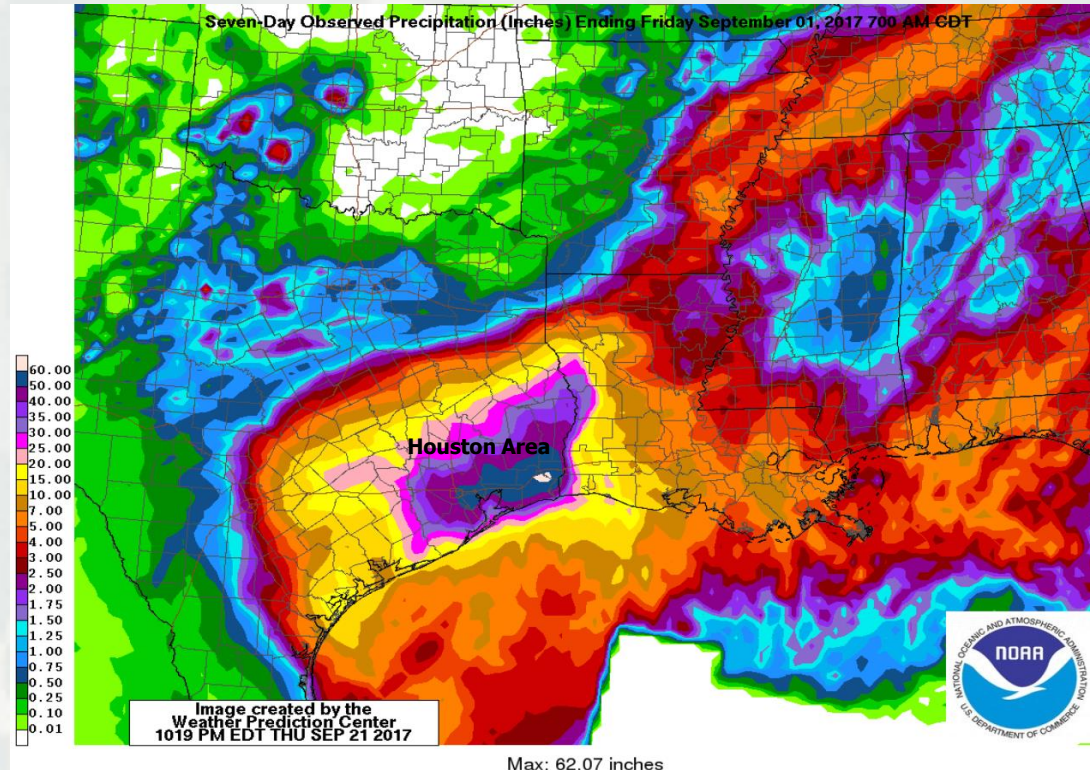 Seven-Day Observed Precipitation (Inches) Ending Friday September 01, 2017 700 AM CDT
60.00
50.00
40.00
35.00
30.00
25.00
20.00
15.00
10.00
7.00
5.00
4.00
3.00
2.50
2.00
1.75
1.50
1.25
1.00
0.75
0.50
0.25
0.10
0.01
Houston Area
Image created by the
Weather Prediction Center
1019 PM EDT THU SEP 21 2017
NATIONAL OCEANIC AND ATMOSPHERIC ADMINISTRATION
NOAA
U.S. DEPARTMENT OF COMMERCE
Max: 62.07 inches